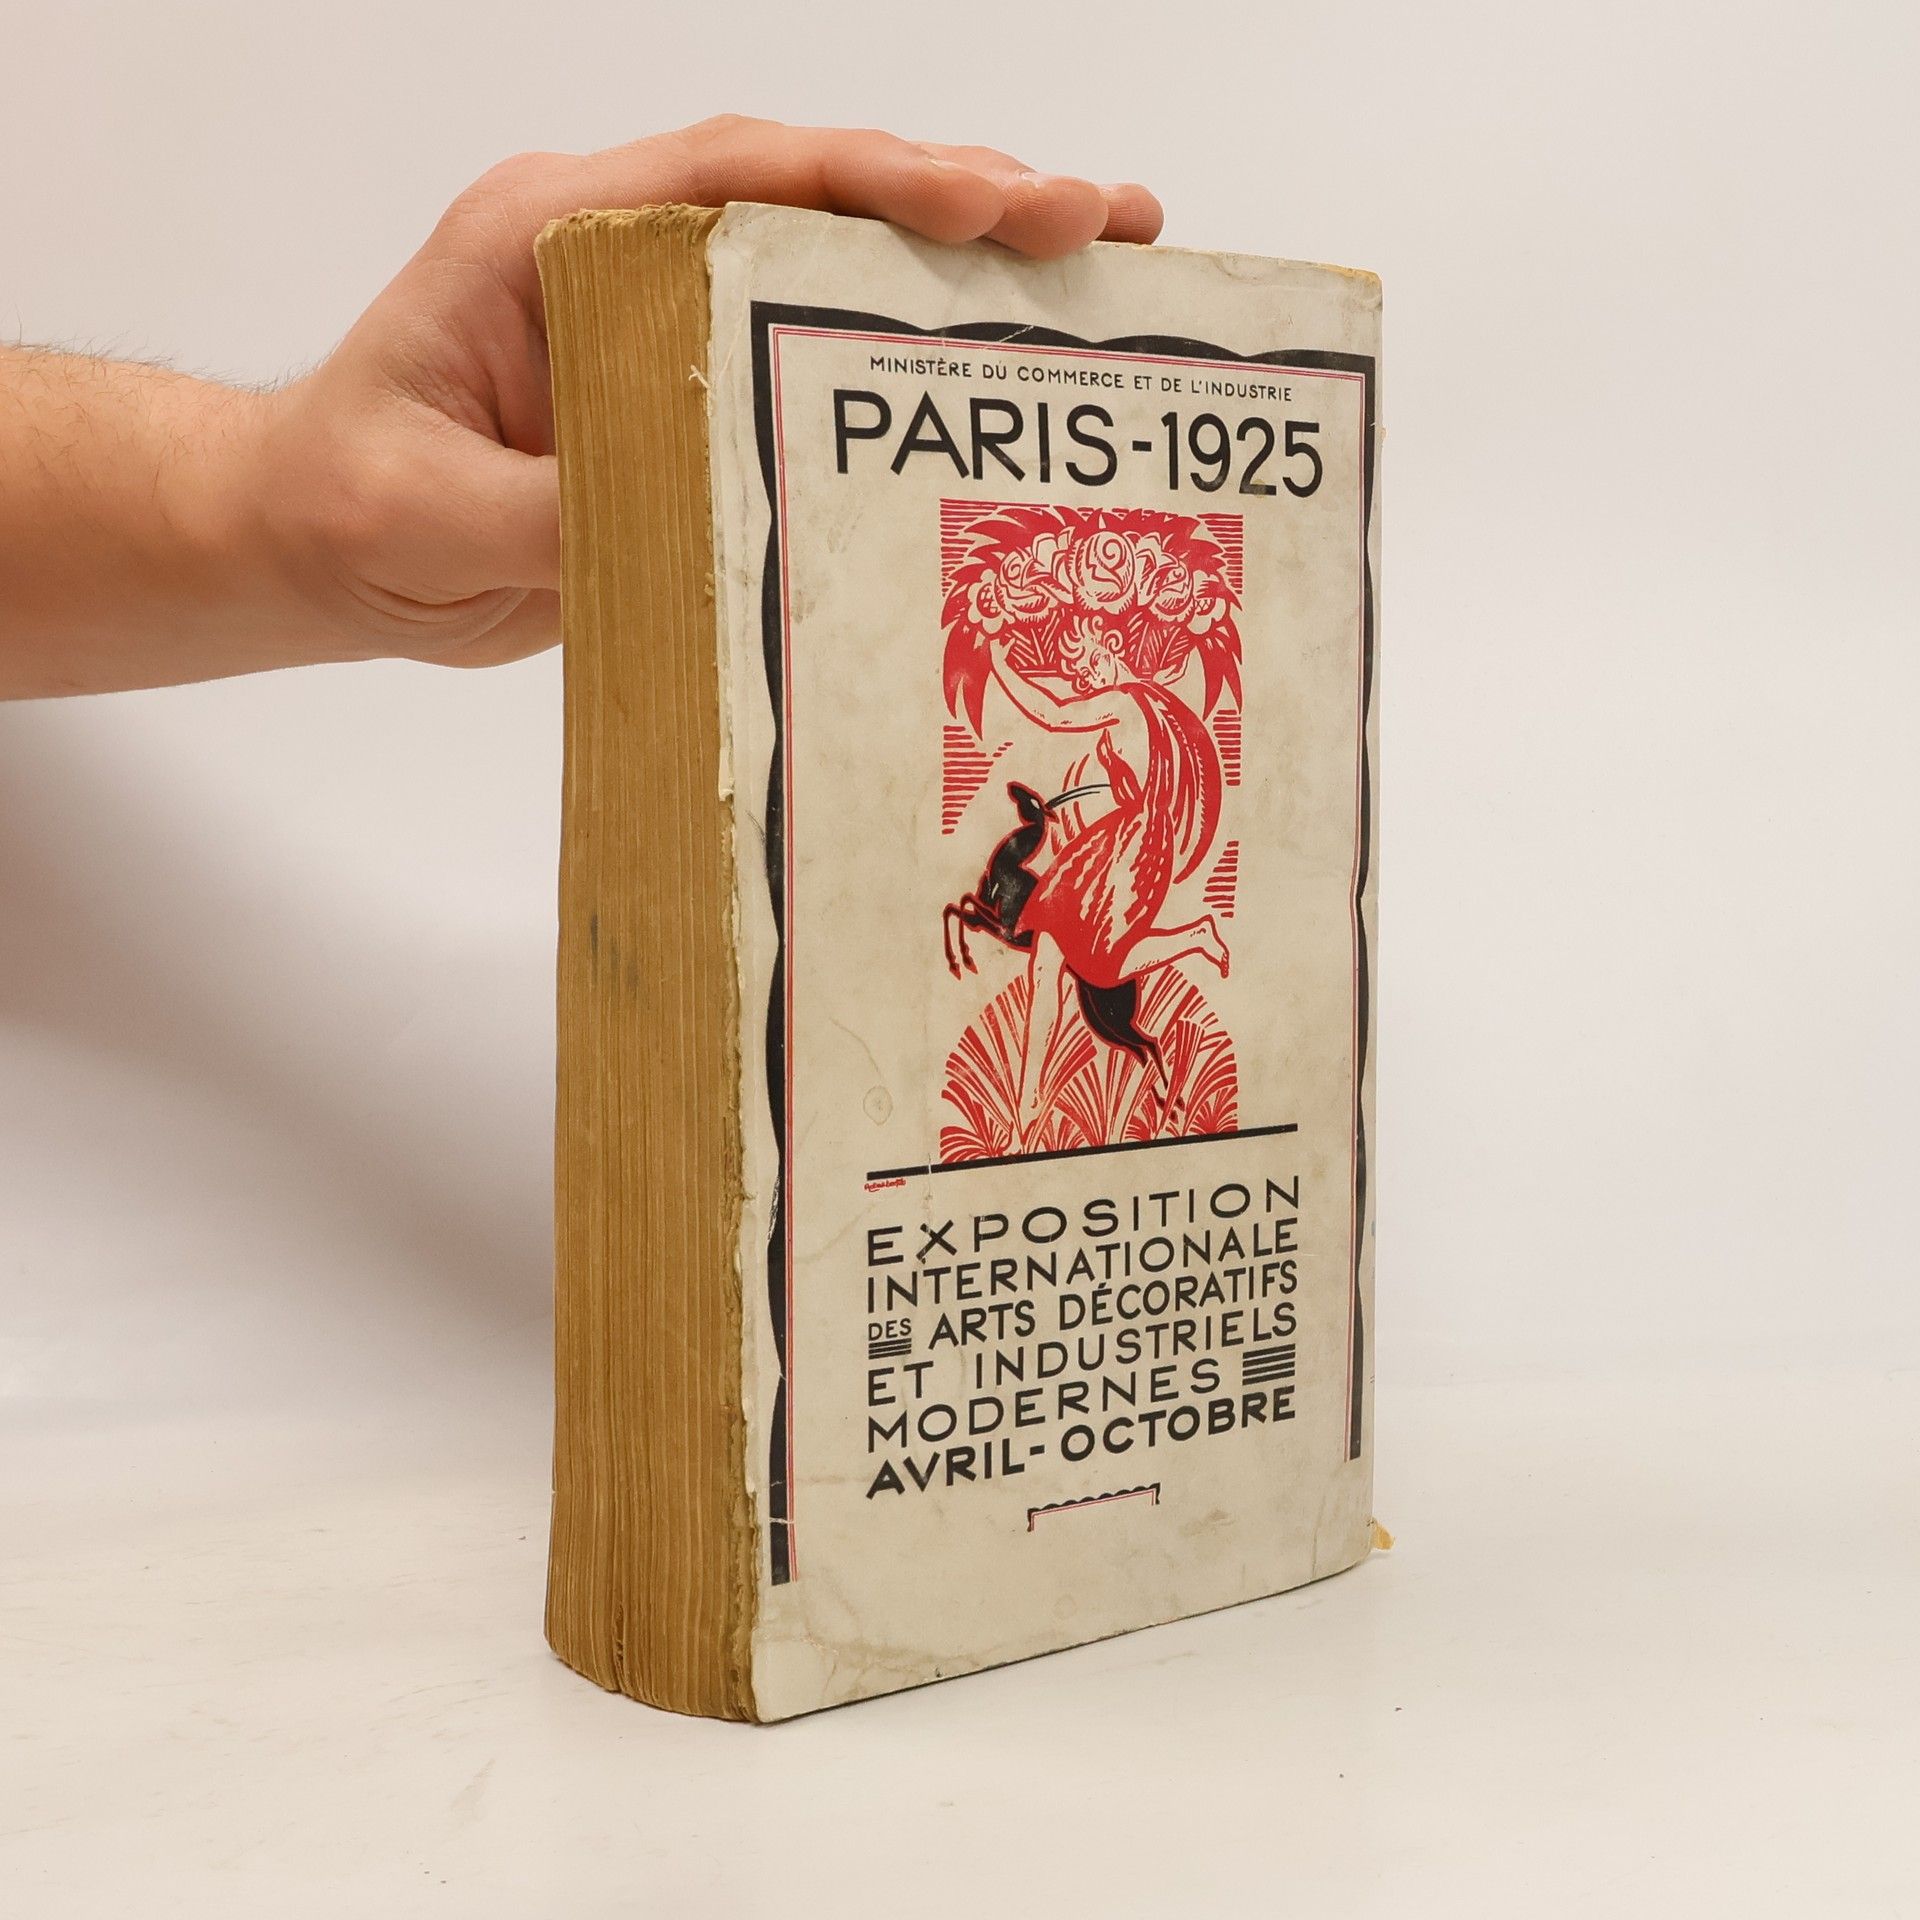 MINISTÈRE DU COMMERCE ET DE L'INDUSTRIE
PARIS-1925
EXPOSITION
INTERNATIONALE
DES ARTS DÉCORATIFS
ET INDUSTRIELS
MODERNES
AVRIL-OCTOBRE